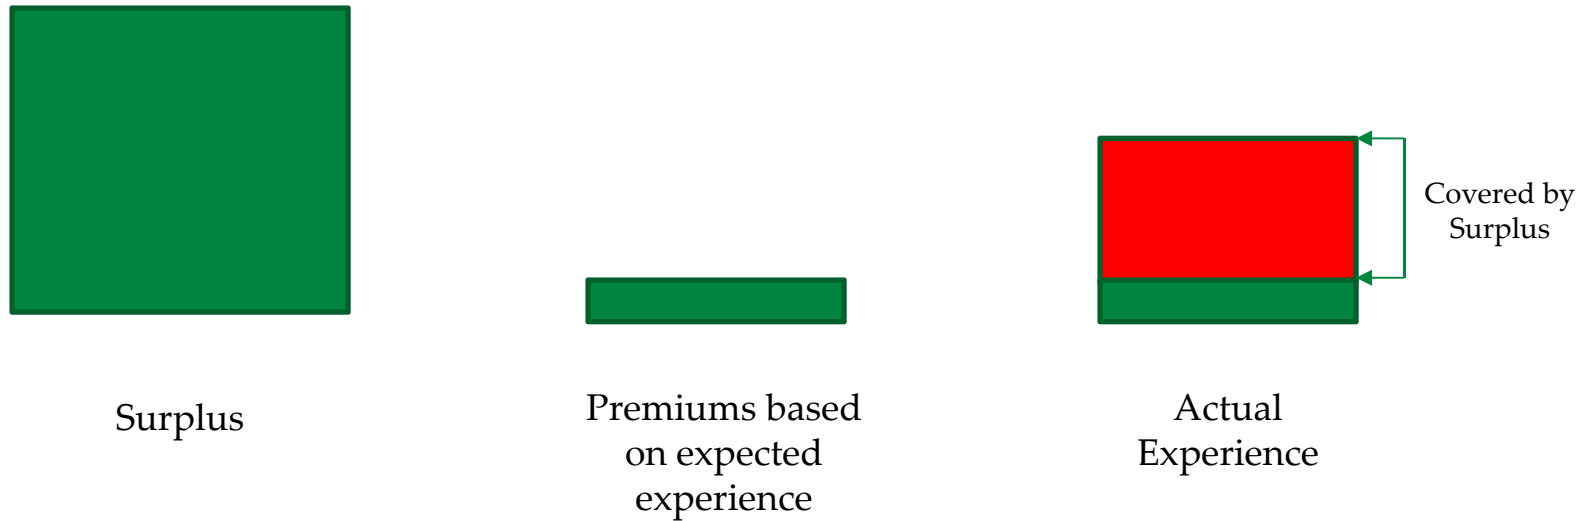 Surplus
Premiums based
on expected
experience
Actual
Experience
Covered by
Surplus